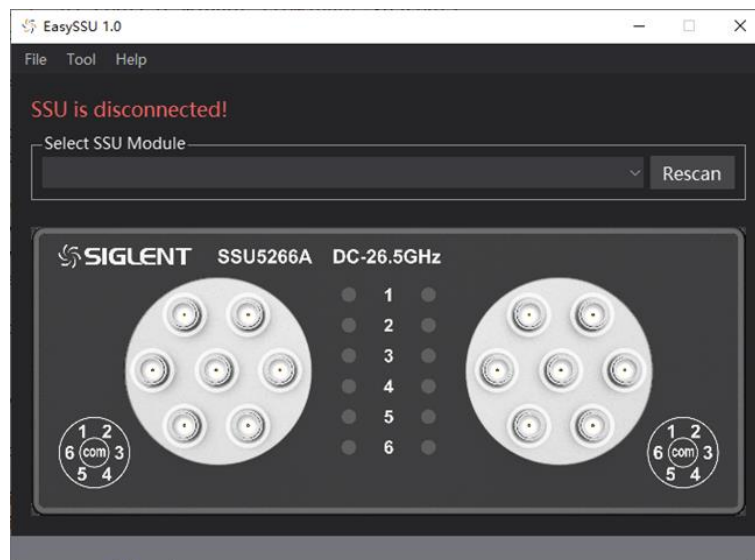 EasySSU 1.0
File Tool Help
SSU is disconnected!
Select SSU Module
Rescan
SIGLENT SSU5266A DC-26.5GHz
1
2
3
4
5
6
1 2
6 com 3
5 4
1 2
6 com 3
5 4